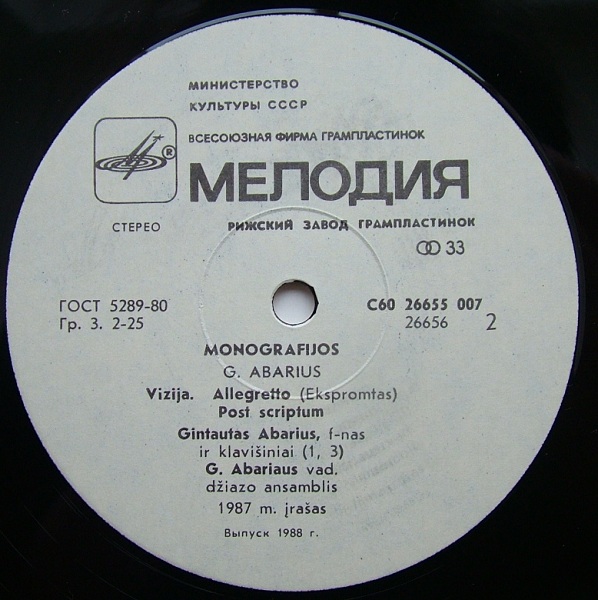 МИНИСТЕРСТВО
КУЛЬТУРЫ СССР
ВСЕСОЮЗНАЯ ФИРМА ГРАМПЛАСТИНОК
®
МЕЛОДИЯ
СТЕРЕО
РИЖСКИЙ ЗАВОД ГРАМПЛАСТИНОК
33
ГОСТ 5289-80
С60 26655 007
Гр. 3. 2-25
26656 2
MONOGRAFIJOS
G. ABARIUS
Vizija. Allegretto (Ekspromtas)
Post scriptum
Gintautas Abarius, f-nas
ir klavišiniai (1, 3)
G. Abariaus vad.
džiazo ansamblis
1987 m. įrašas
Выпуск 1988 г.